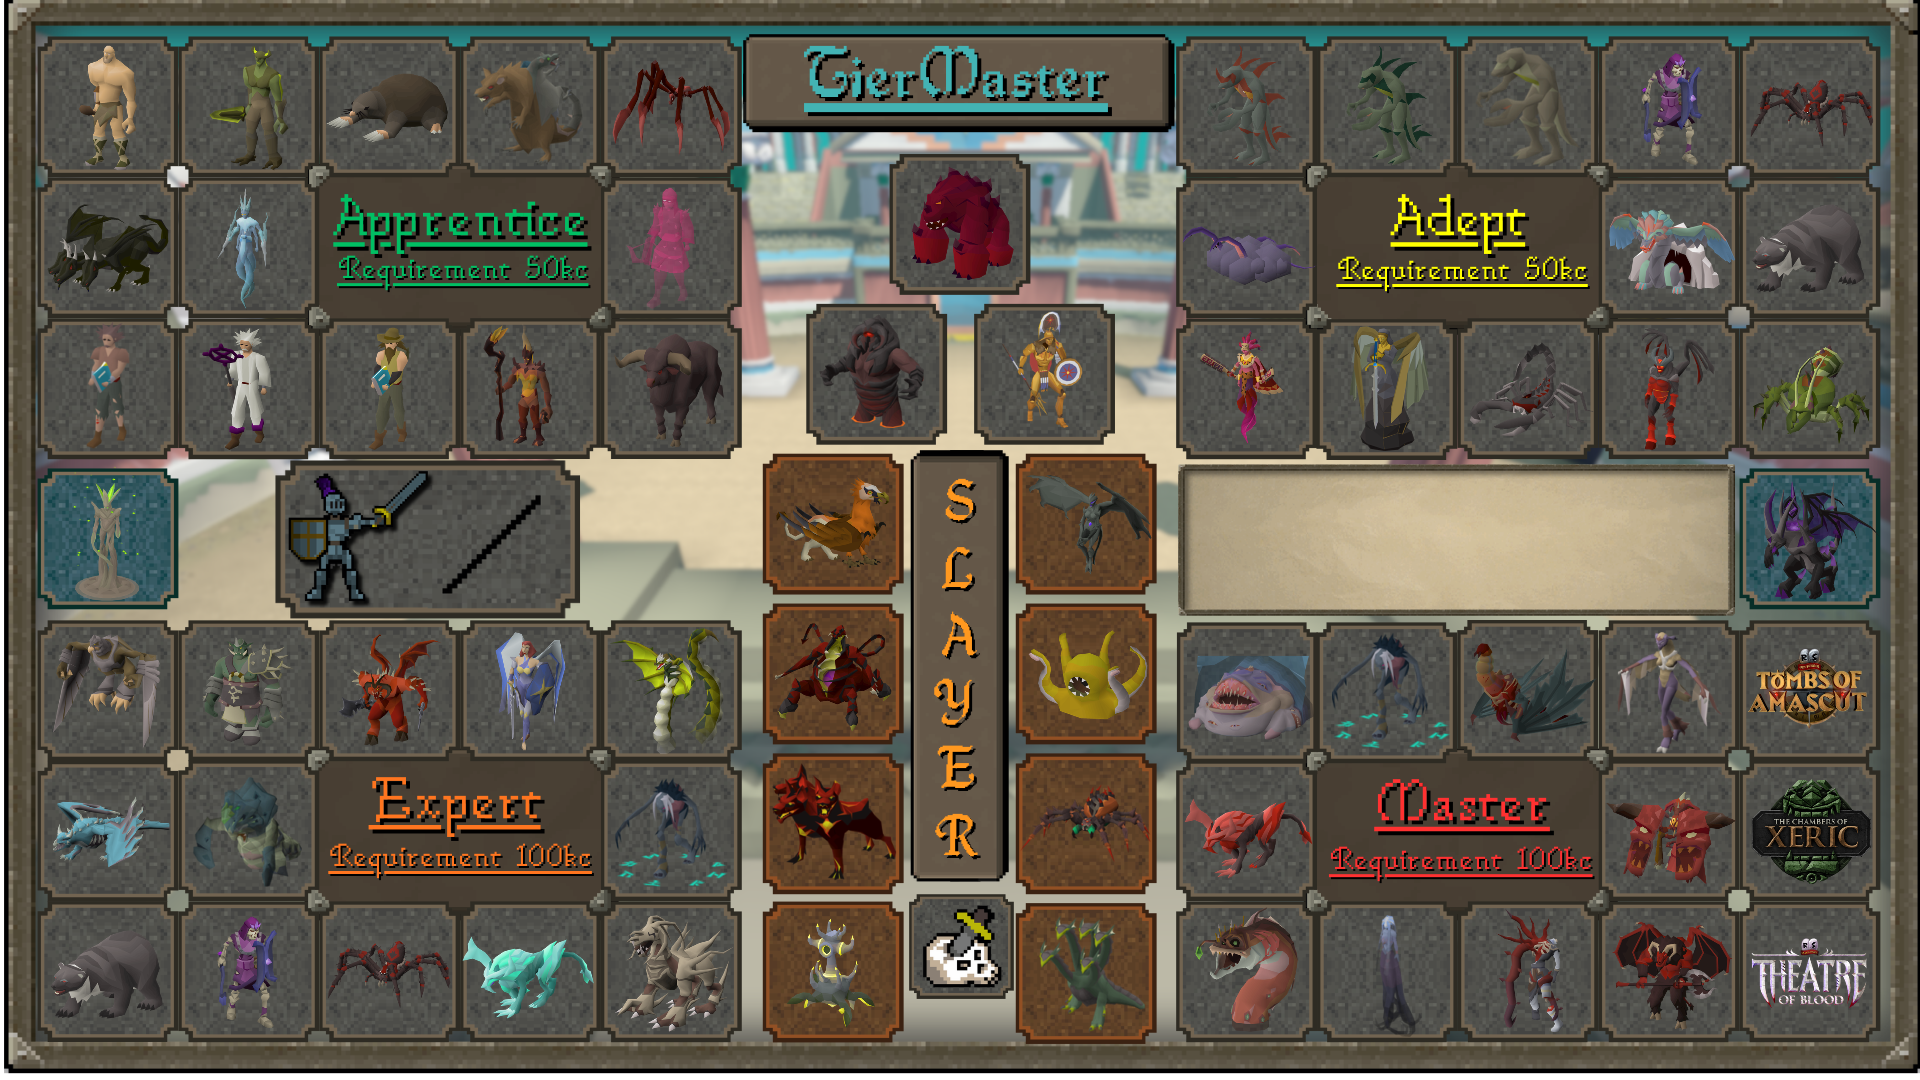 TierMaster
Apprentice
Requirement 50kc
Adept
Requirement 50kc
SLAYER
Expert
Requirement 100kc
Master
Requirement 100kc
TOMBS OF
AMASCUT
THE CHAMBERS OF
XERIC
THEATRE
OF BLOOD